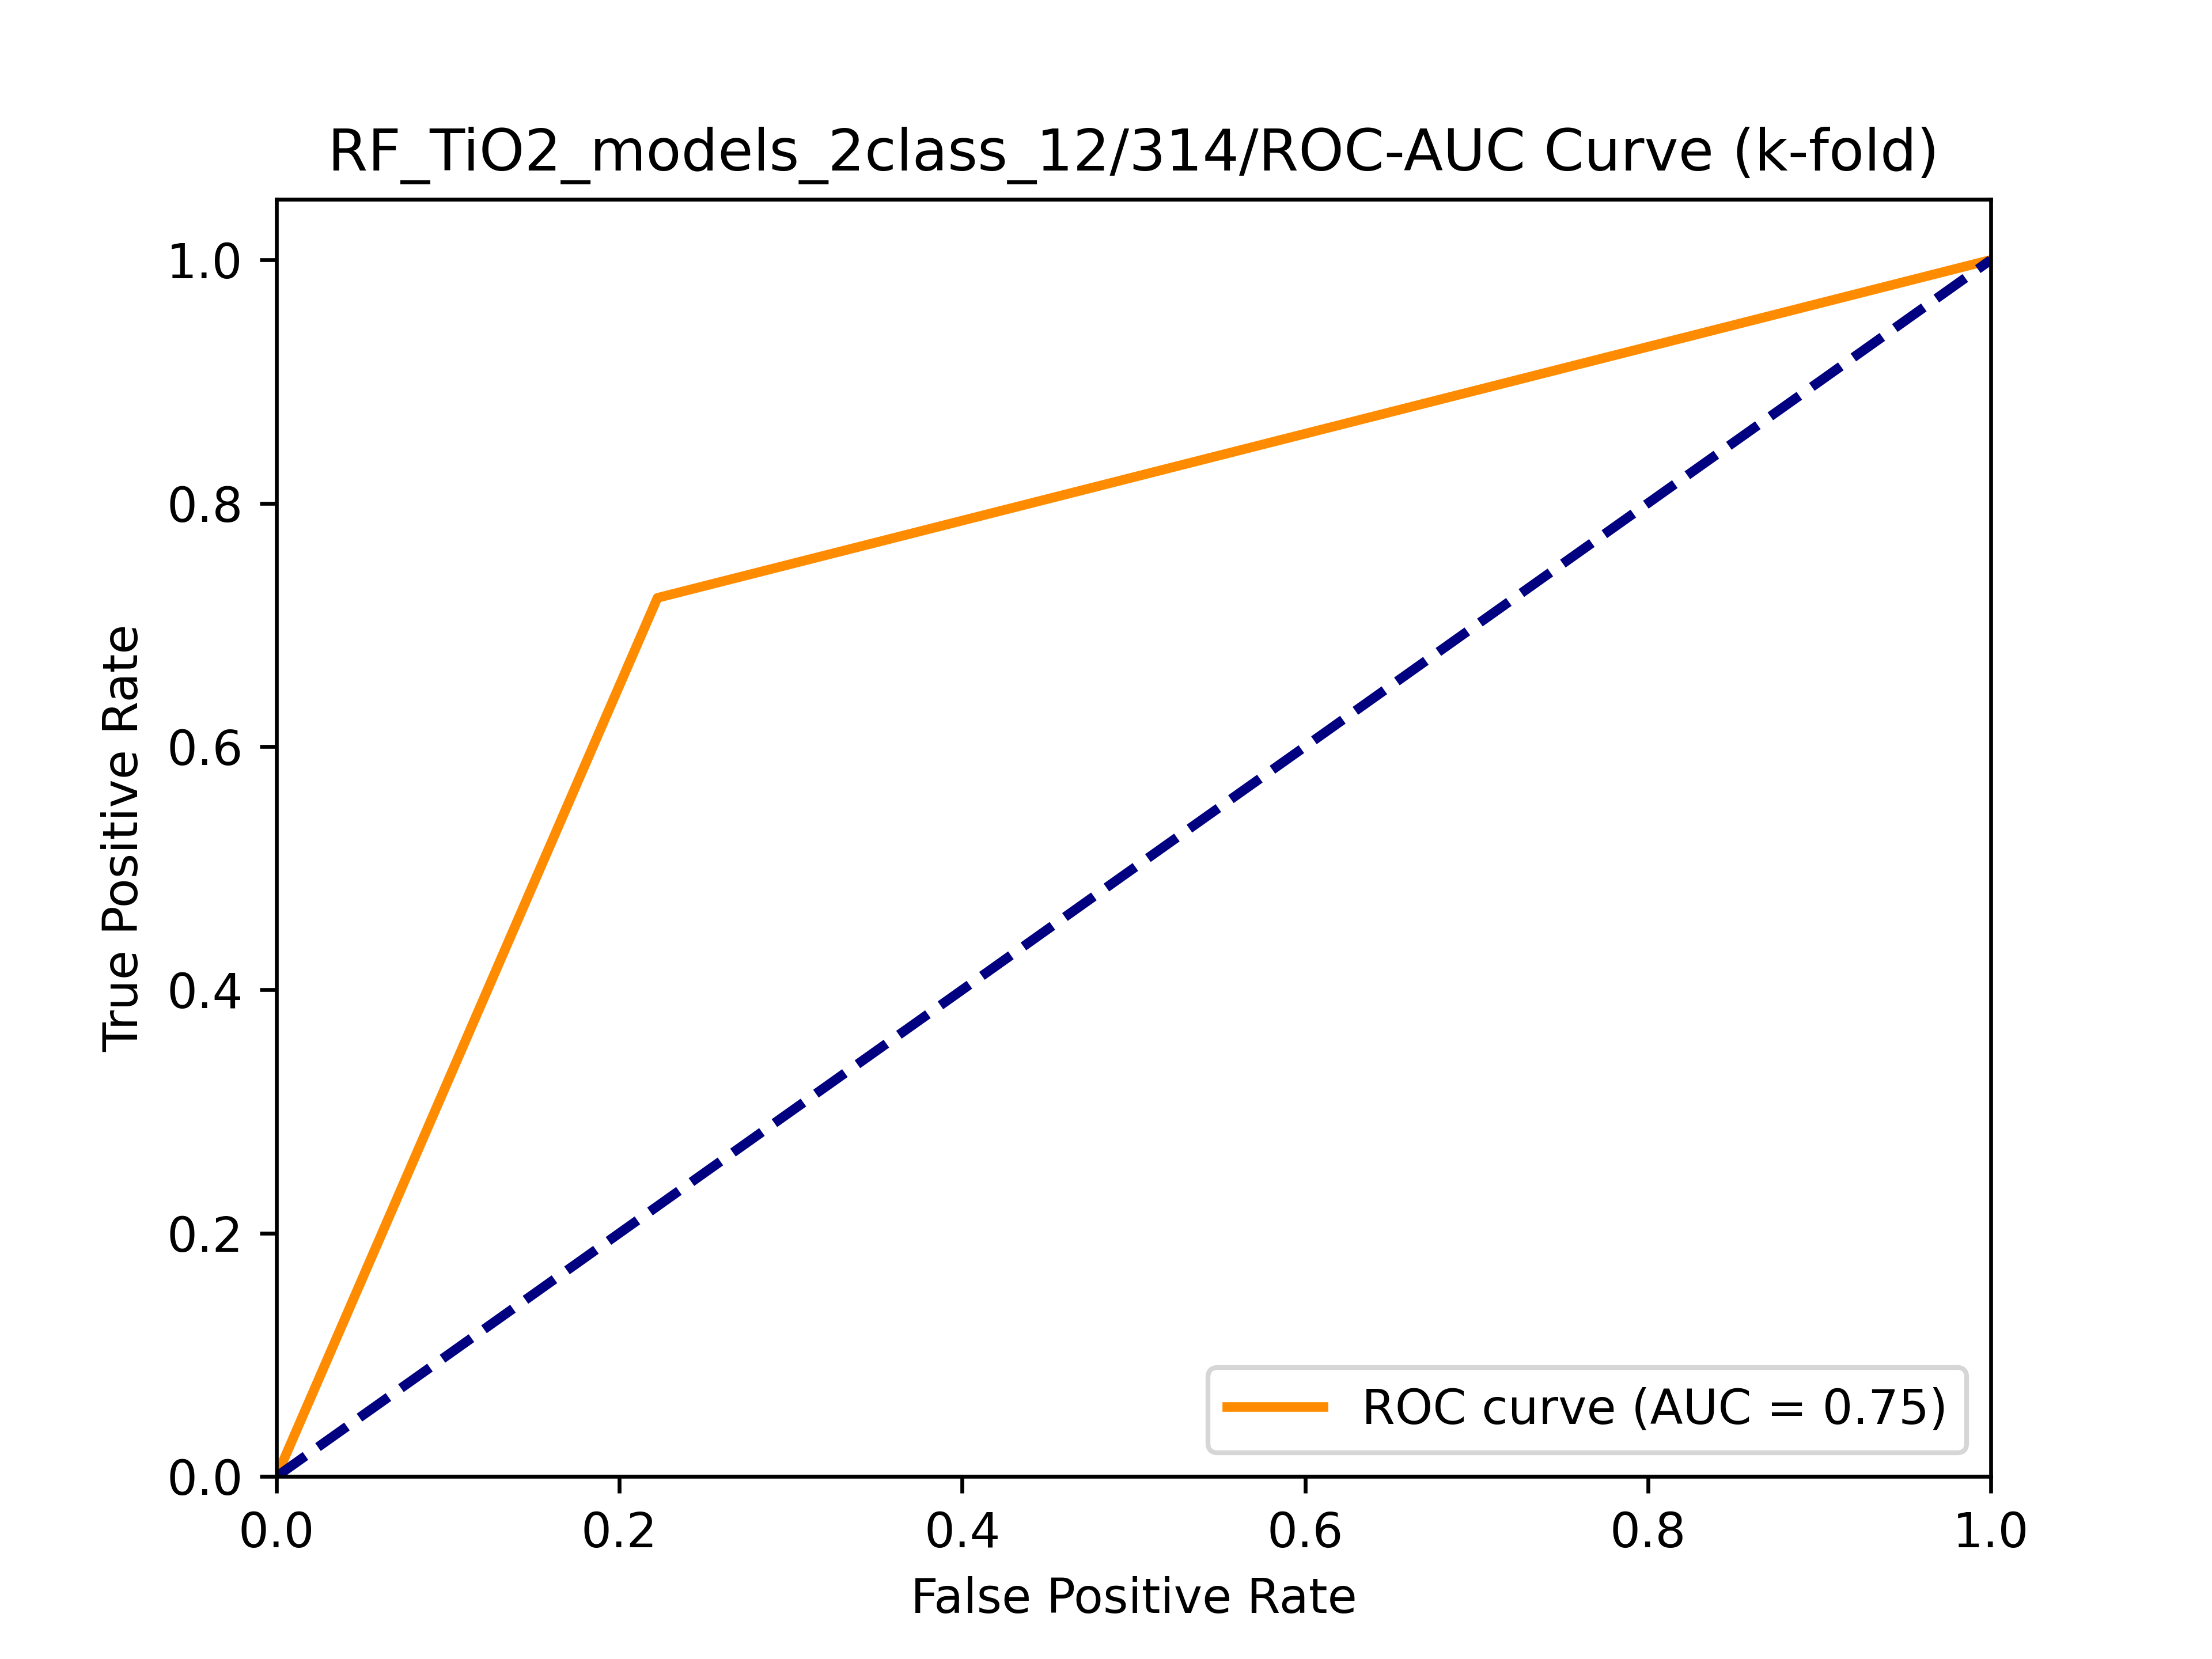 RF_TiO2_models_2class_12/314/ROC-AUC Curve (k-fold)
True Positive Rate
1.0
0.8
0.6
0.4
0.2
0.0
ROC curve (AUC = 0.75)
0.0 0.2 0.4 0.6 0.8 1.0
False Positive Rate